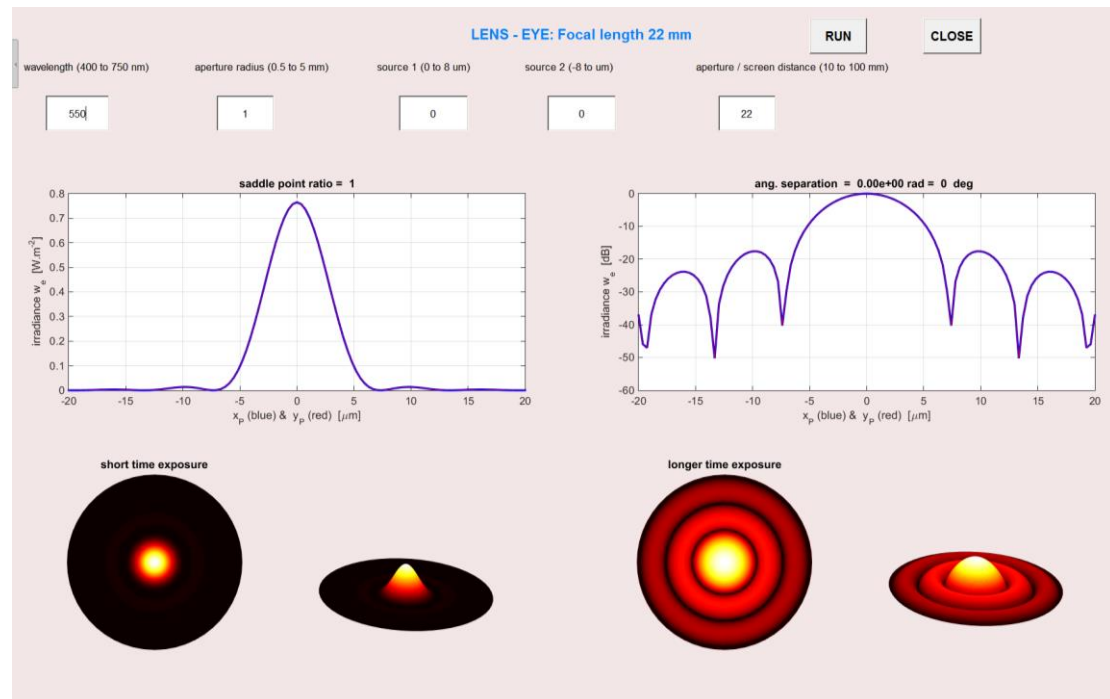 LENS - EYE: Focal length 22 mm
RUN
CLOSE
wavelength (400 to 750 nm)
aperture radius (0.5 to 5 mm)
source 1 (0 to 8 um)
source 2 (-8 to um)
aperture / screen distance (10 to 100 mm)
550
1
0
0
22
saddle point ratio = 1
0.8
0.7
0.6
0.5
0.4
0.3
0.2
0.1
0
irradiance w_e [W.m^-2]
-20 -15 -10 -5 0 5 10 15 20
x_P (blue) & y_P (red) [μm]
ang. separation = 0.00e+00 rad = 0 deg
0
-10
-20
-30
-40
-50
-60
irradiance w_e [dB]
-20 -15 -10 -5 0 5 10 15 20
x_P (blue) & y_P (red) [μm]
short time exposure
longer time exposure